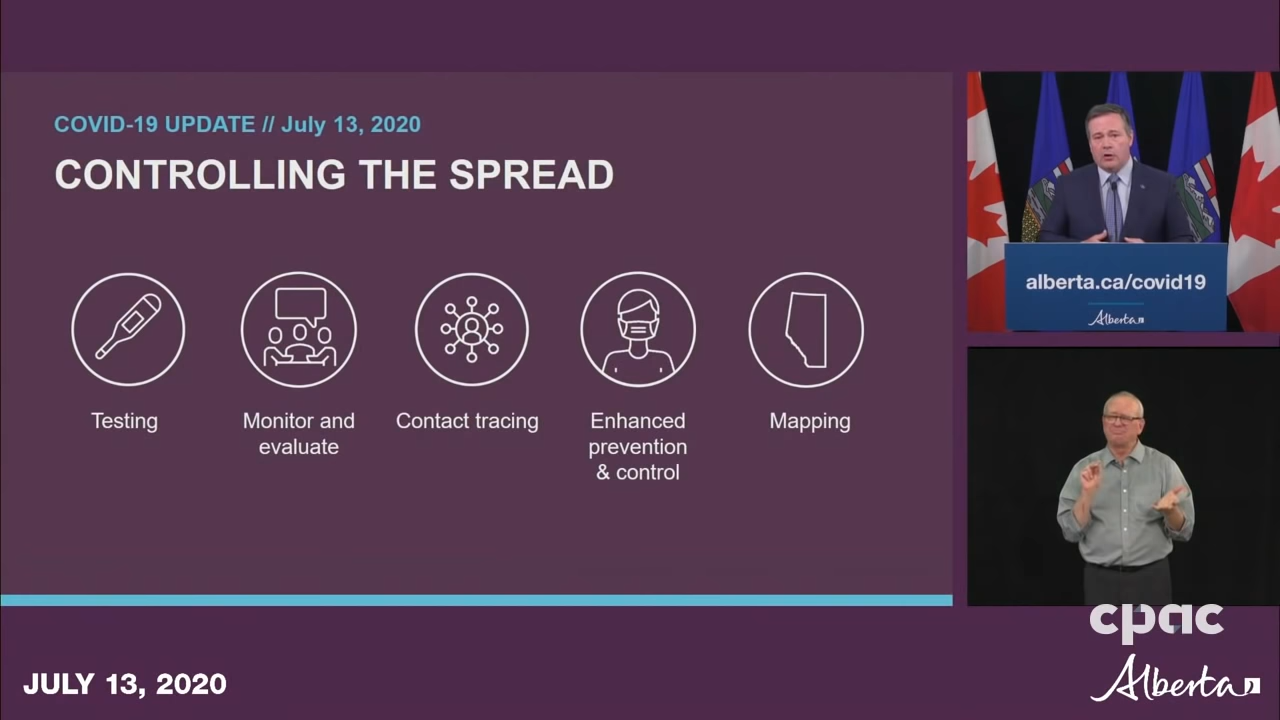 COVID-19 UPDATE // July 13, 2020
CONTROLLING THE SPREAD
Testing
Monitor and
evaluate
Contact tracing
Enhanced
prevention
& control
Mapping
alberta.ca/covid19
Alberta
cpac
JULY 13, 2020
Alberta